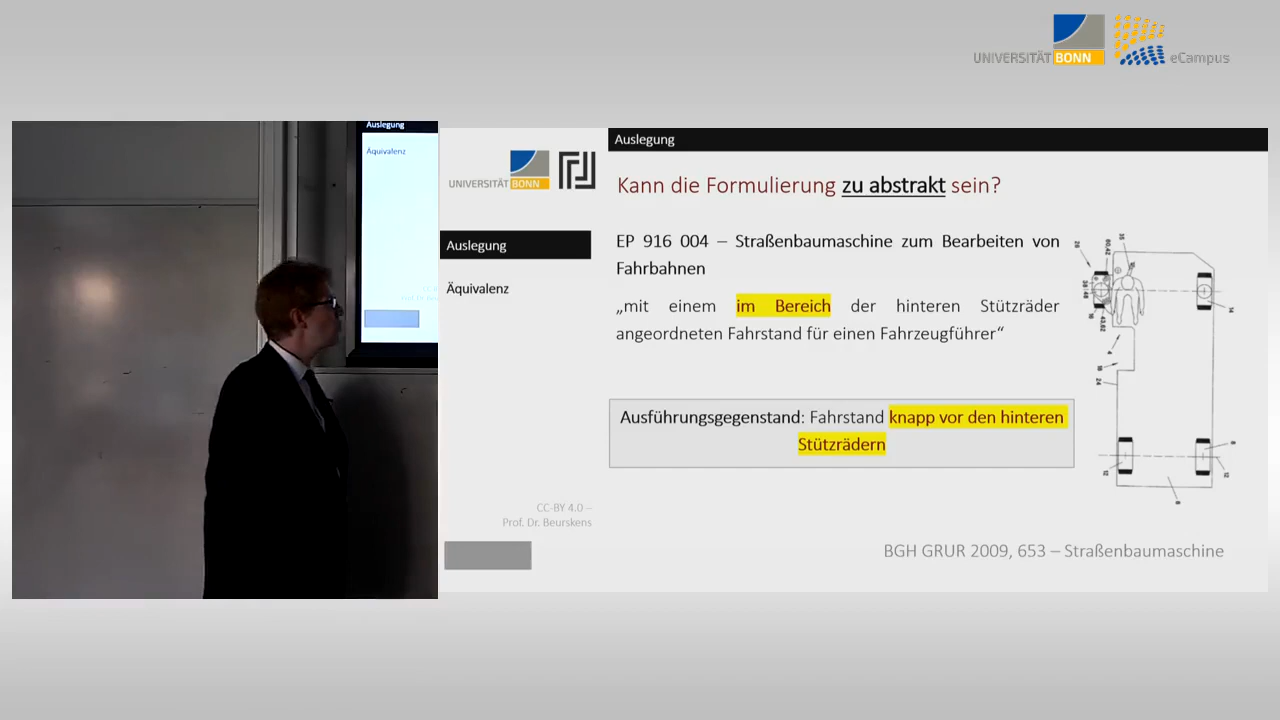 UNIVERSITÄT BONN
eCampus
Auslegung
Äquivalenz
UNIVERSITÄT BONN
Auslegung
Äquivalenz
CC-BY 4.0 –
Prof. Dr. Beurskens
Auslegung
Kann die Formulierung zu abstrakt sein?
EP 916 004 – Straßenbaumaschine zum Bearbeiten von
Fahrbahnen
„mit einem im Bereich der hinteren Stützräder
angeordneten Fahrstand für einen Fahrzeugführer“
Ausführungsgegenstand: Fahrstand knapp vor den hinteren
Stützrädern
BGH GRUR 2009, 653 – Straßenbaumaschine